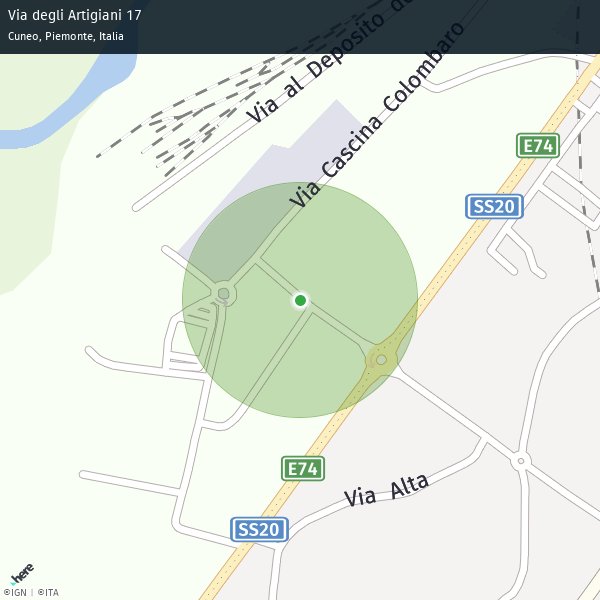 Via degli Artigiani 17
Cuneo, Piemonte, Italia
Via al Deposito
Via Cascina Colombaro
E74
SS20
E74
Via Alta
SS20
here
©IGN | ©ITA